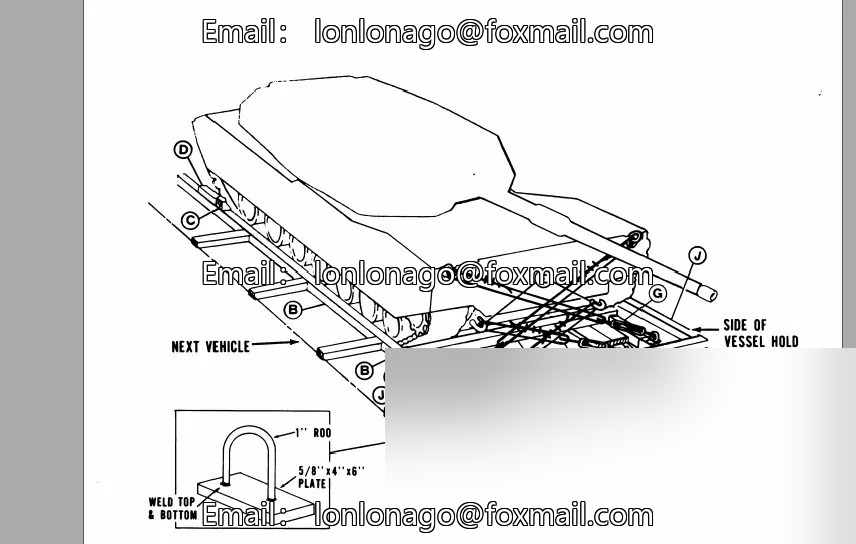 Email: lonlonago@foxmail.com
D
C
J
Email: lonlonago@foxmail.com
G
B
SIDE OF
VESSEL HOLD
NEXT VEHICLE
B
J
1" ROD
5/8"x4"x6"
PLATE
WELD TOP
& BOTTOM
Email: lonlonago@foxmail.com